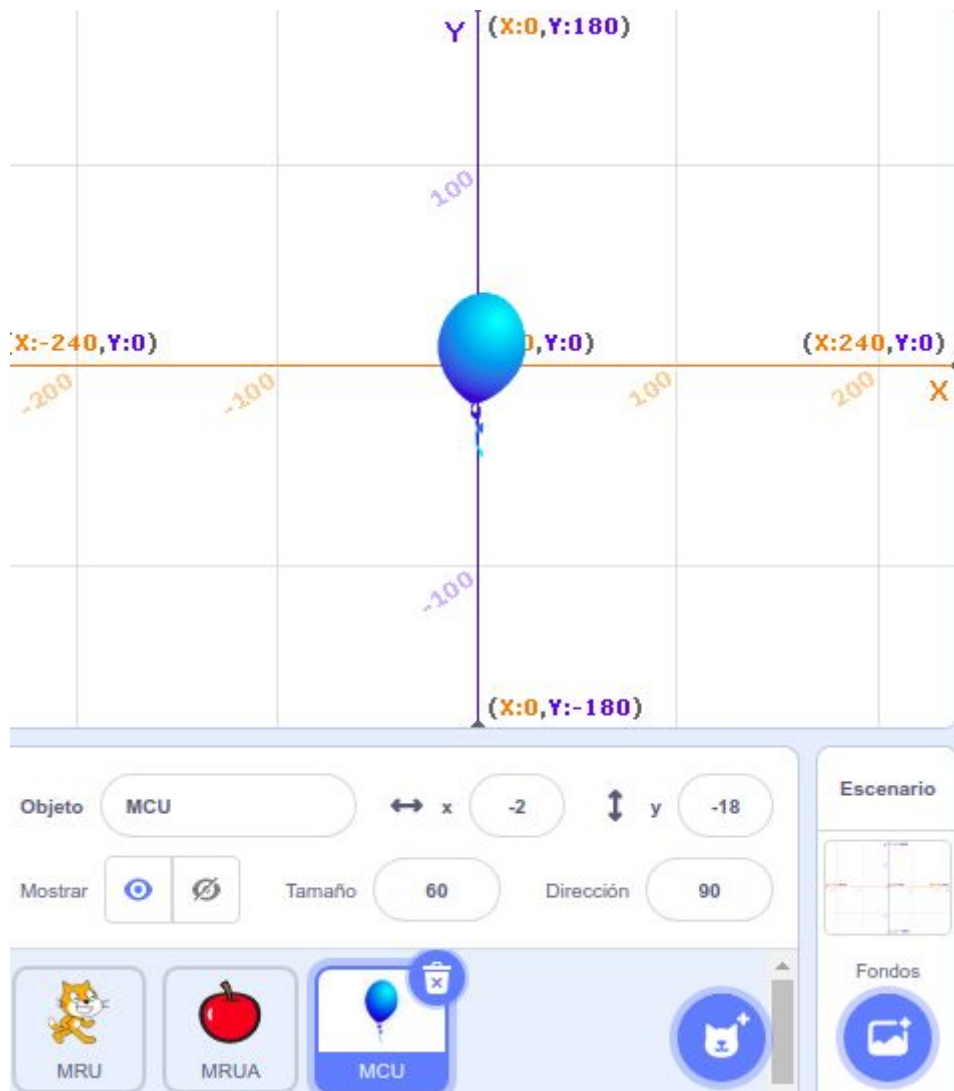 Y (X:0,Y:180)
100
(X:-240,Y:0) ,Y:0) (X:240,Y:0)
-200 -100 100 200 X
-100
(X:0,Y:-180)
Objeto MCU x -2 y -18
Mostrar Tamaño 60 Dirección 90
Escenario
Fondos
MRU MRUA MCU